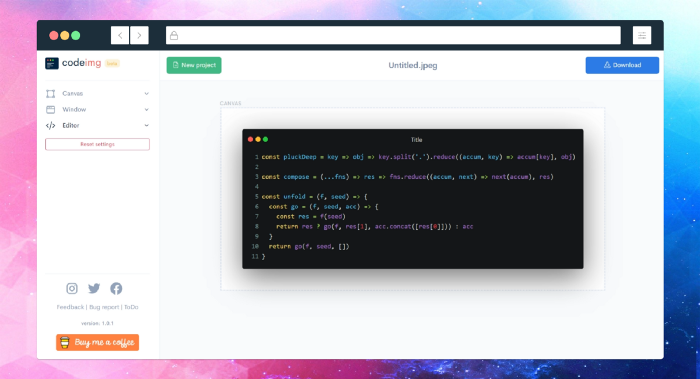 codeimg beta
New project
Untitled.jpeg
Download
Canvas
Window
Editor
Reset settings
CANVAS
Title
1 const pluckDeep = key => obj => key.split('.').reduce((accum, key) => accum[key], obj)
2
3 const compose = (...fns) => res => fns.reduce((accum, next) => next(accum), res)
4
5 const unfold = (f, seed) => {
6 const go = (f, seed, acc) => {
7 const res = f(seed)
8 return res ? go(f, res[1], acc.concat([res[0]])) : acc
9 }
10 return go(f, seed, [])
11 }
Feedback | Bug report | ToDo
version: 1.0.1
Buy me a coffee